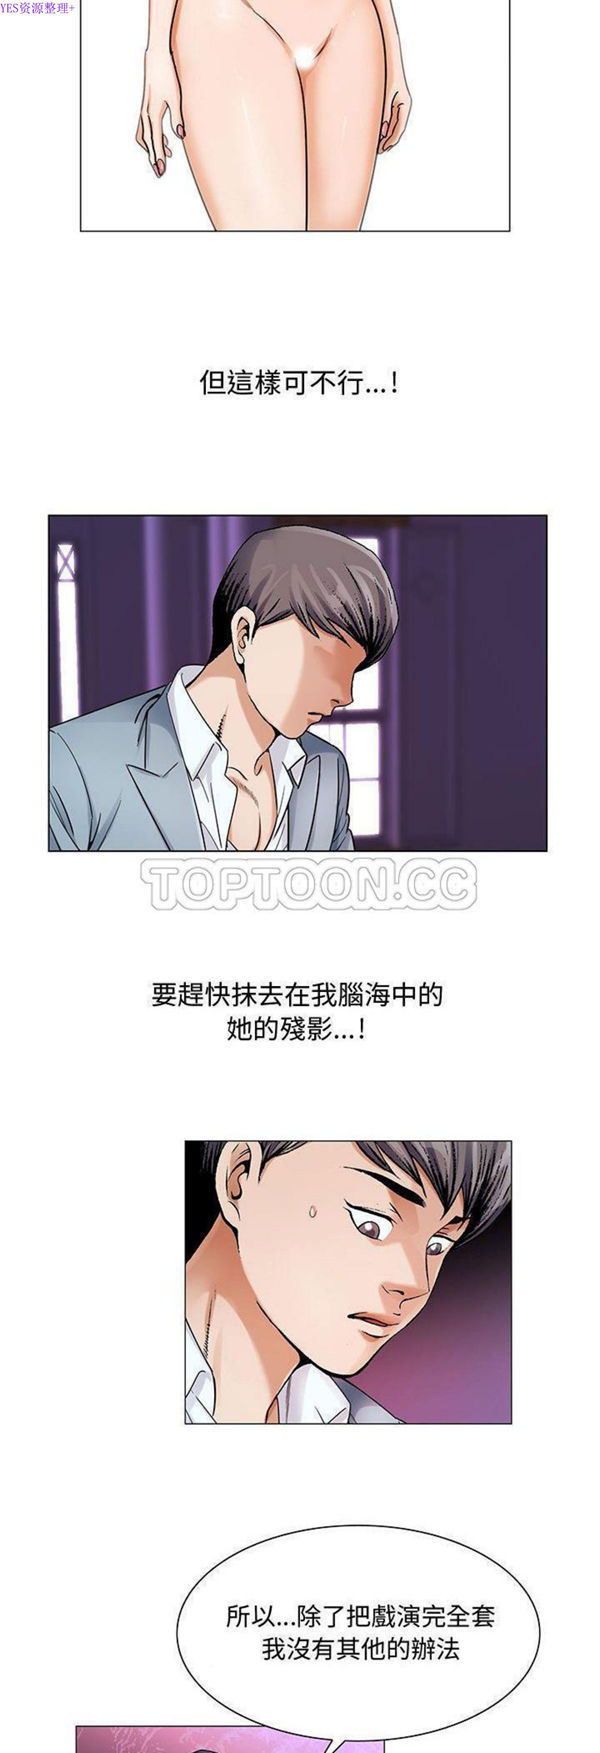 YES资源整理+
但這樣可不行...!
TOPTOON.CC
要趕快抹去在我腦海中的
她的殘影...!
所以...除了把戲演完全套
我沒有其他的辦法